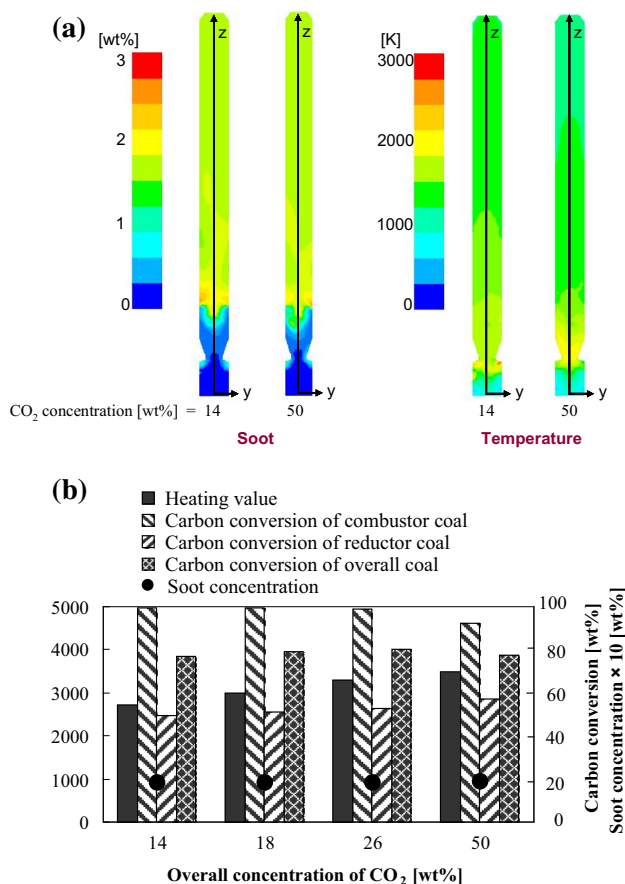 (a)
[wt%]
3
2
1
0
z
z
y
y
[K]
3000
2000
1000
0
z
z
y
y
CO2 concentration [wt%] = 14 50
14 50
Soot
Temperature
(b)
Heating value
Carbon conversion of combustor coal
Carbon conversion of reductor coal
Carbon conversion of overall coal
Soot concentration
5000
4000
3000
2000
1000
0
100
80
60
40
20
0
Carbon conversion [wt%]
Soot concentration × 10 [wt%]
14 18 26 50
Overall concentration of CO2 [wt%]